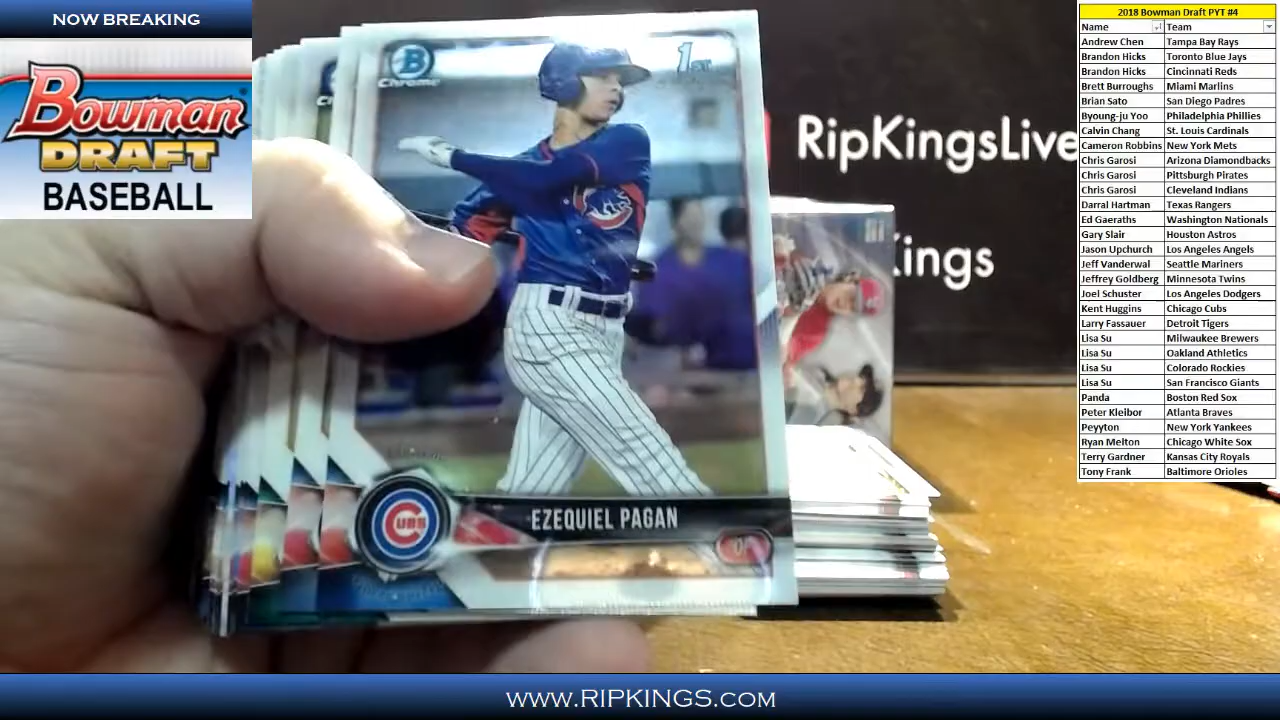 NOW BREAKING
Bowman
DRAFT
BASEBALL
B
Chrome
1ST
CUBS
EZEQUIEL PAGAN
OF
RipKingsLive
ings
2018 Bowman Draft PYT #4
Name Team
Andrew Chen Tampa Bay Rays
Brandon Hicks Toronto Blue Jays
Brandon Hicks Cincinnati Reds
Brett Burroughs Miami Marlins
Brian Sato San Diego Padres
Byoung-ju Yoo Philadelphia Phillies
Calvin Chang St. Louis Cardinals
Cameron Robbins New York Mets
Chris Garosi Arizona Diamondbacks
Chris Garosi Pittsburgh Pirates
Chris Garosi Cleveland Indians
Darral Hartman Texas Rangers
Ed Gaeraths Washington Nationals
Gary Slair Houston Astros
Jason Upchurch Los Angeles Angels
Jeff Vanderwal Seattle Mariners
Jeffrey Goldberg Minnesota Twins
Joel Schuster Los Angeles Dodgers
Kent Huggins Chicago Cubs
Larry Fassauer Detroit Tigers
Lisa Su Milwaukee Brewers
Lisa Su Oakland Athletics
Lisa Su Colorado Rockies
Lisa Su San Francisco Giants
Panda Boston Red Sox
Peter Kleibor Atlanta Braves
Peyyton New York Yankees
Ryan Melton Chicago White Sox
Terry Gardner Kansas City Royals
Tony Frank Baltimore Orioles
www.RIPKINGS.com